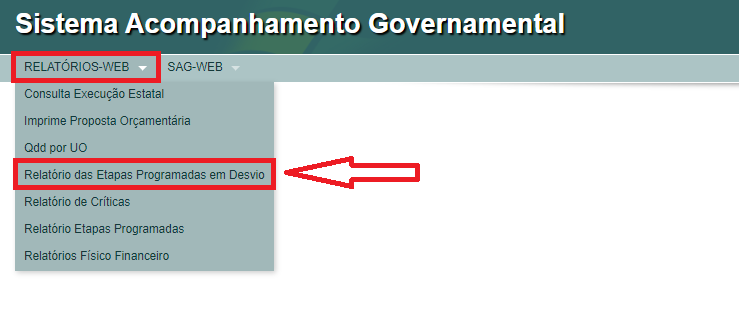 Sistema Acompanhamento Governamental
RELATÓRIOS-WEB SAG-WEB
Consulta Execução Estatal
Imprime Proposta Orçamentária
Qdd por UO
Relatório das Etapas Programadas em Desvio
Relatório de Críticas
Relatório Etapas Programadas
Relatórios Físico Financeiro